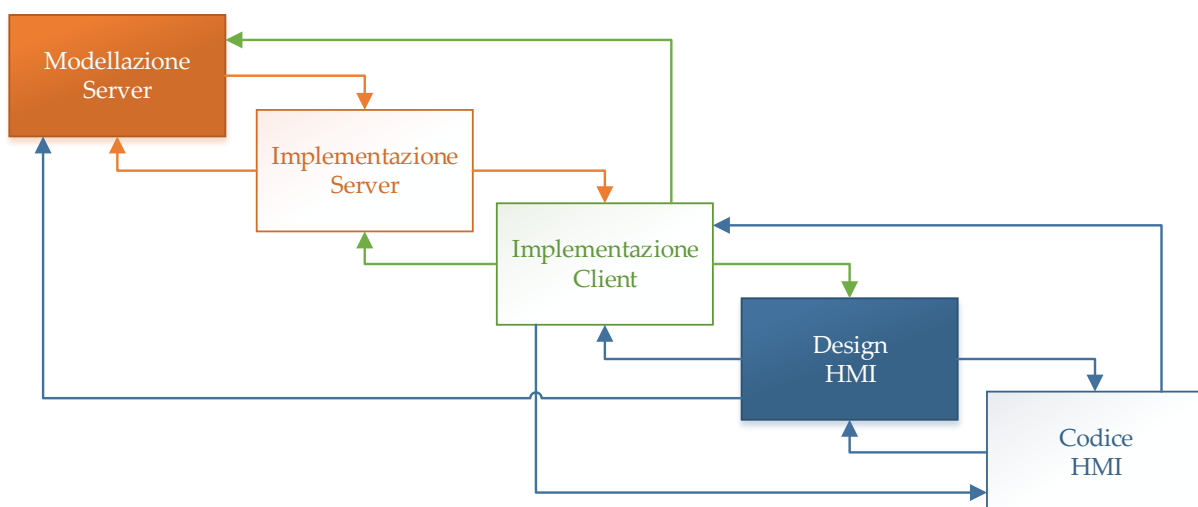 Modellazione
Server
Implementazione
Server
Implementazione
Client
Design
HMI
Codice
HMI